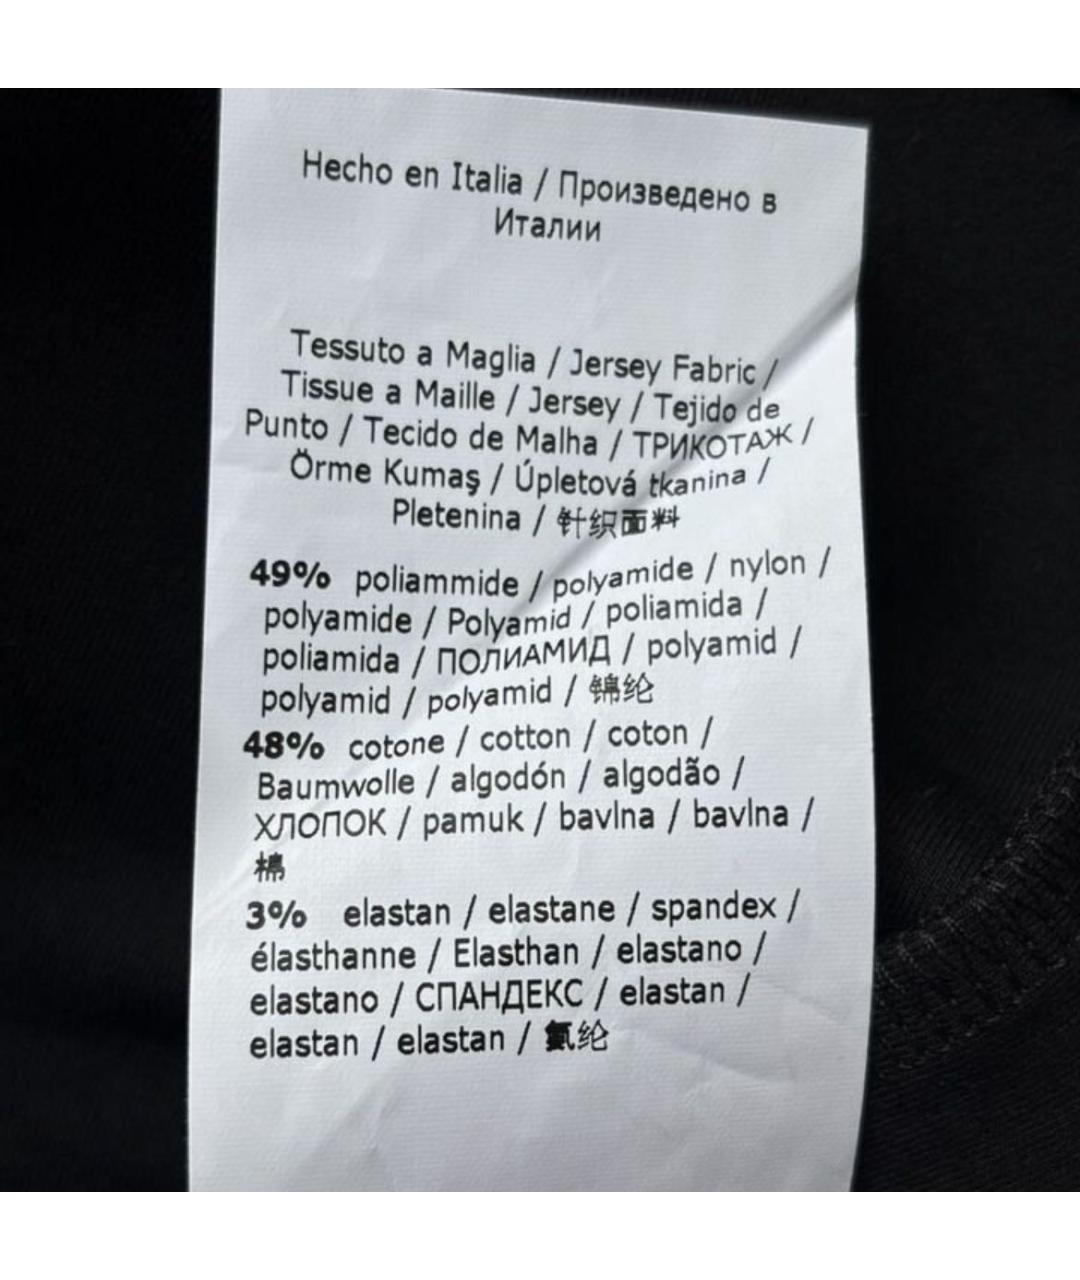 Hecho en Italia / Произведено в
Италии
Tessuto a Maglia / Jersey Fabric /
Tissue a Maille / Jersey / Tejido de
Punto / Tecido de Malha / ТРИКОТАЖ /
Örme Kumaş / Úpletová tkanina /
Pletenina / 针织面料
49% poliammide / polyamide / nylon /
polyamide / Polyamid / poliamida /
poliamida / ПОЛИАМИД / polyamid /
polyamid / polyamid / 锦纶
48% cotone / cotton / coton /
Baumwolle / algodón / algodão /
ХЛОПОК / pamuk / bavlna / bavlna /
棉
3% elastan / elastane / spandex /
élasthanne / Elasthan / elastano /
elastano / СПАНДЕКС / elastan /
elastan / elastan / 氨纶